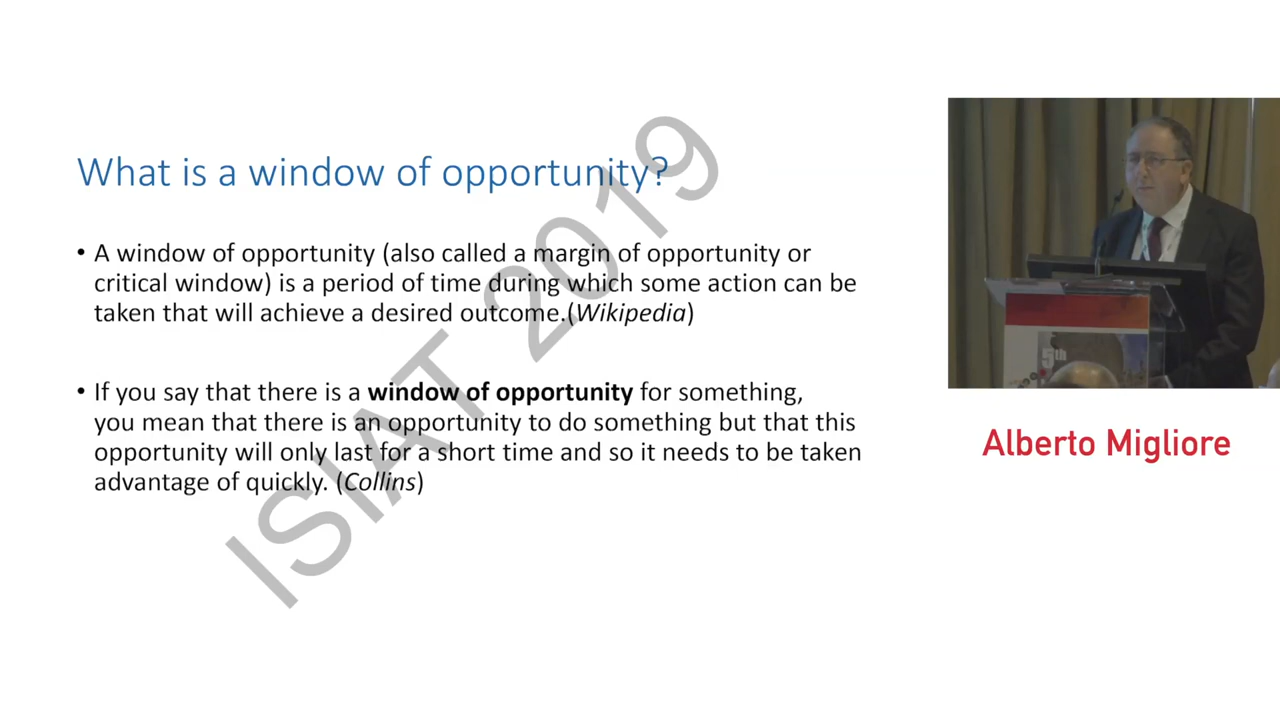 What is a window of opportunity?
• A window of opportunity (also called a margin of opportunity or
critical window) is a period of time during which some action can be
taken that will achieve a desired outcome.(Wikipedia)
• If you say that there is a window of opportunity for something,
you mean that there is an opportunity to do something but that this
opportunity will only last for a short time and so it needs to be taken
advantage of quickly. (Collins)
ISIAT 2019
5th
Alberto Migliore